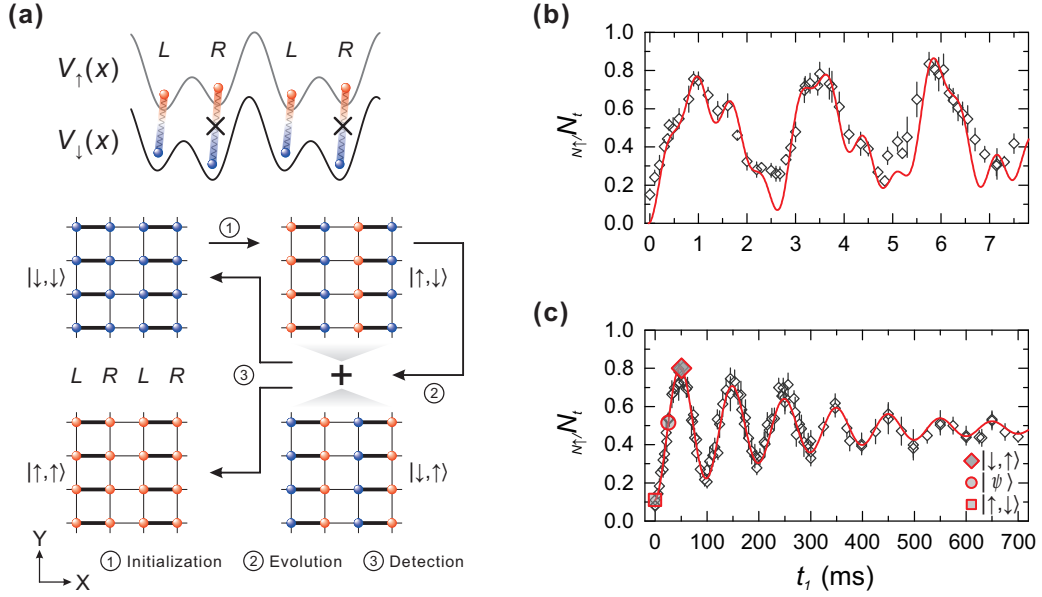 (a)
L R L R
V↑(x)
V↓(x)
①
|↓,↓⟩
|↑,↓⟩
L R L R
③
+
②
|↑,↑⟩
|↓,↑⟩
Y
X
① Initialization ② Evolution ③ Detection
(b)
N↑/Nt
1.0
0.8
0.6
0.4
0.2
0.0
0 1 2 3 4 5 6 7
(c)
N↑/Nt
1.0
0.8
0.6
0.4
0.2
0.0
|↓,↑⟩
|ψ⟩
|↑,↓⟩
0 100 200 300 400 500 600 700
t1 (ms)